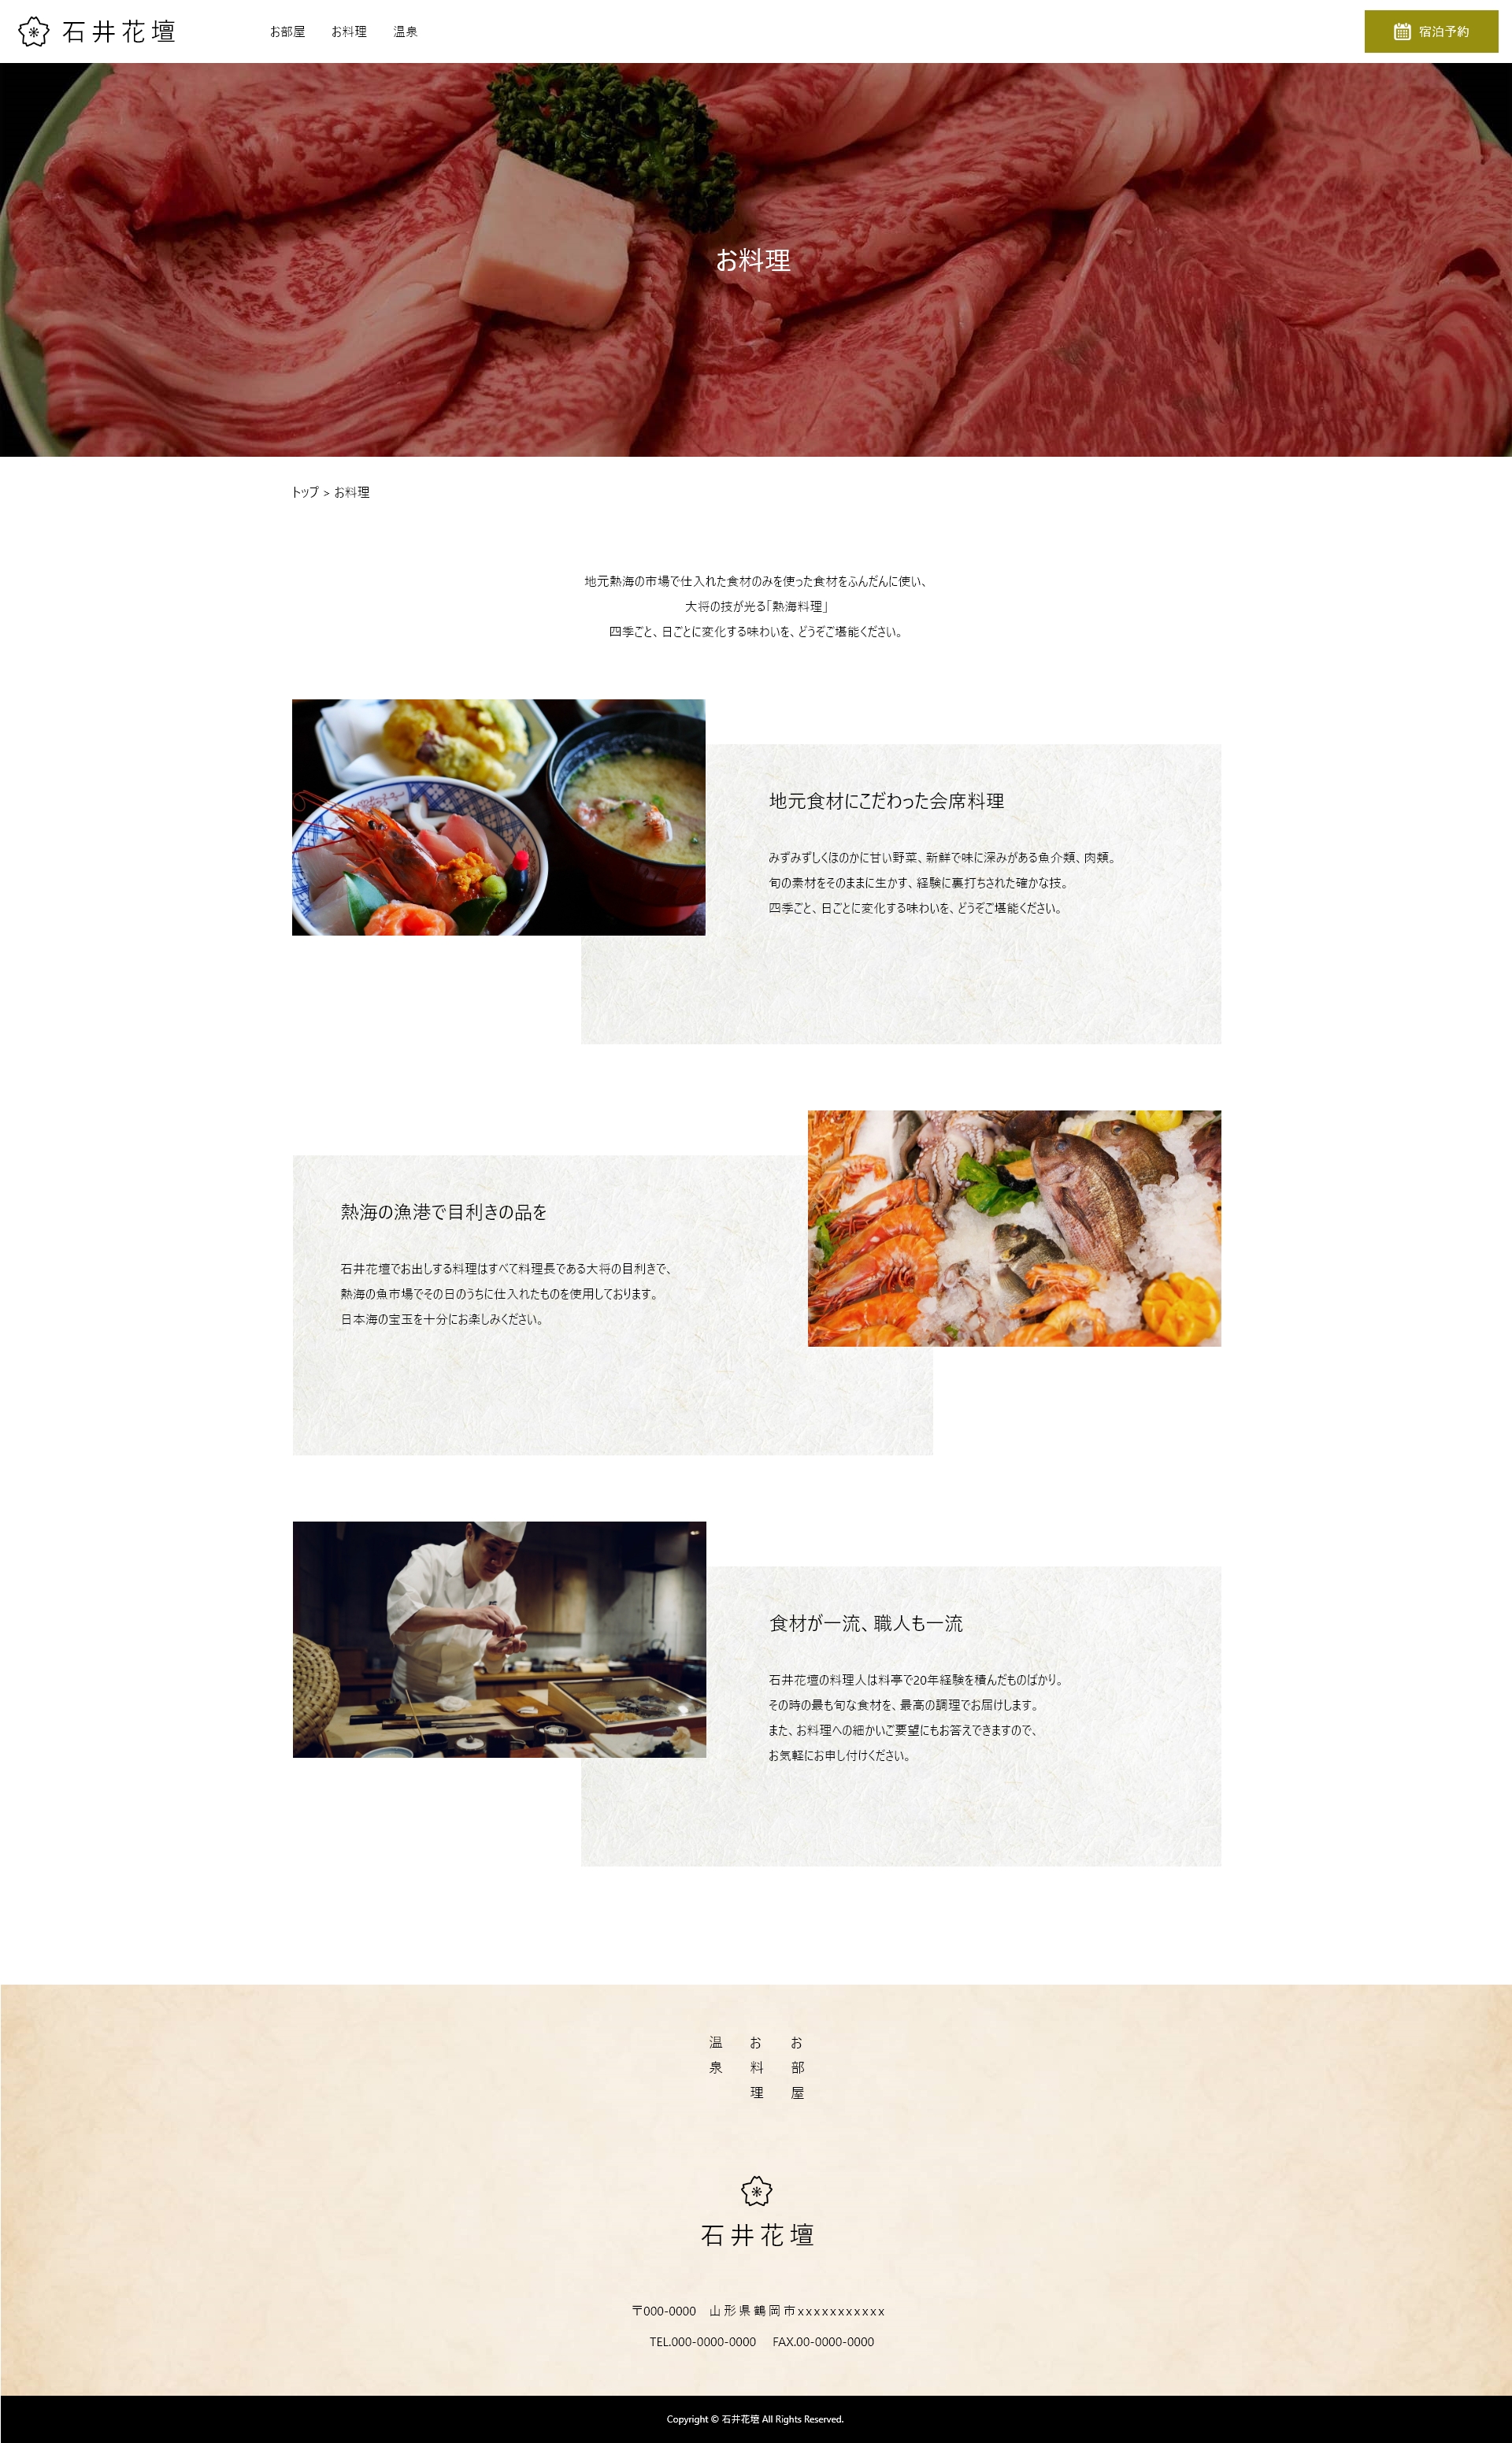 石井花壇
お部屋 お料理 温泉
宿泊予約
お料理
トップ > お料理
地元熱海の市場で仕入れた食材のみを使った食材をふんだんに使い、
大将の技が光る「熱海料理」
四季ごと、日ごとに変化する味わいを、どうぞご堪能ください。
地元食材にこだわった会席料理
みずみずしくほのかに甘い野菜、新鮮で味に深みがある魚介類、肉類。
旬の素材をそのままに生かす、経験に裏打ちされた確かな技。
四季ごと、日ごとに変化する味わいを、どうぞご堪能ください。
熱海の漁港で目利きの品を
石井花壇でお出しする料理はすべて料理長である大将の目利きで、
熱海の魚市場でその日のうちに仕入れたものを使用しております。
日本海の宝玉を十分にお楽しみください。
食材が一流、職人も一流
石井花壇の料理人は料亭で20年経験を積んだものばかり。
その時の最も旬な食材を、最高の調理でお届けします。
また、お料理への細かいご要望にもお答えできますので、
お気軽にお申し付けください。
お部屋
お料理
温泉
石井花壇
〒000-0000 山形県鶴岡市xxxxxxxxxxx
TEL.000-0000-0000 FAX.00-0000-0000
Copyright © 石井花壇 All Rights Reserved.